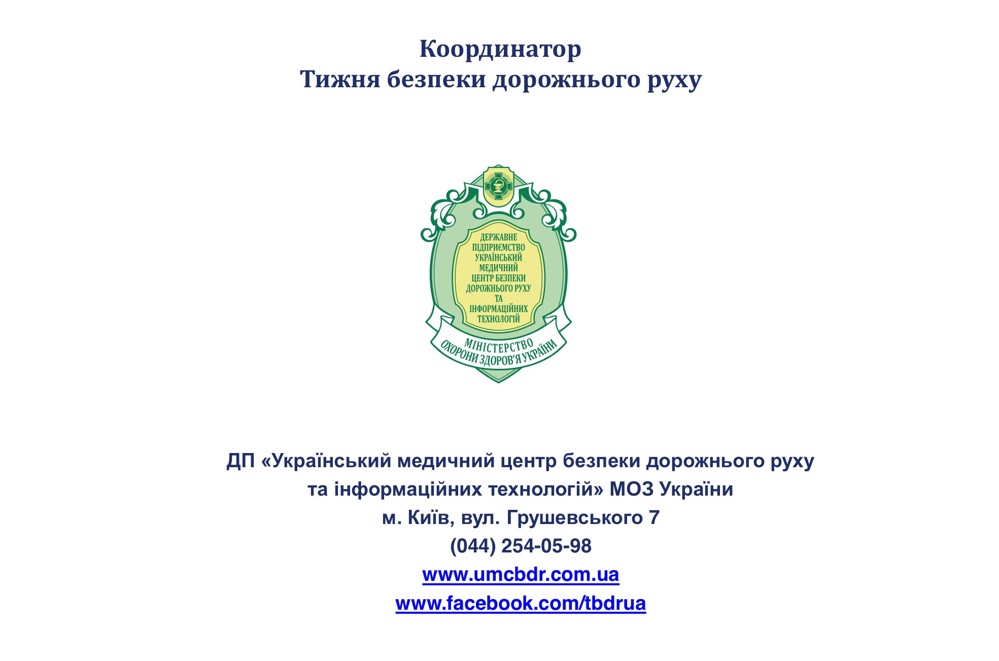 Координатор
Тижня безпеки дорожнього руху
ДЕРЖАВНЕ
ПІДПРИЄМСТВО
УКРАЇНСЬКИЙ
МЕДИЧНИЙ
ЦЕНТР БЕЗПЕКИ
ДОРОЖНЬОГО РУХУ
ТА
ІНФОРМАЦІЙНИХ
ТЕХНОЛОГІЙ
МІНІСТЕРСТВО
ОХОРОНИ ЗДОРОВ'Я УКРАЇНИ
ДП «Український медичний центр безпеки дорожнього руху
та інформаційних технологій» МОЗ України
м. Київ, вул. Грушевського 7
(044) 254-05-98
www.umcbdr.com.ua
www.facebook.com/tbdrua